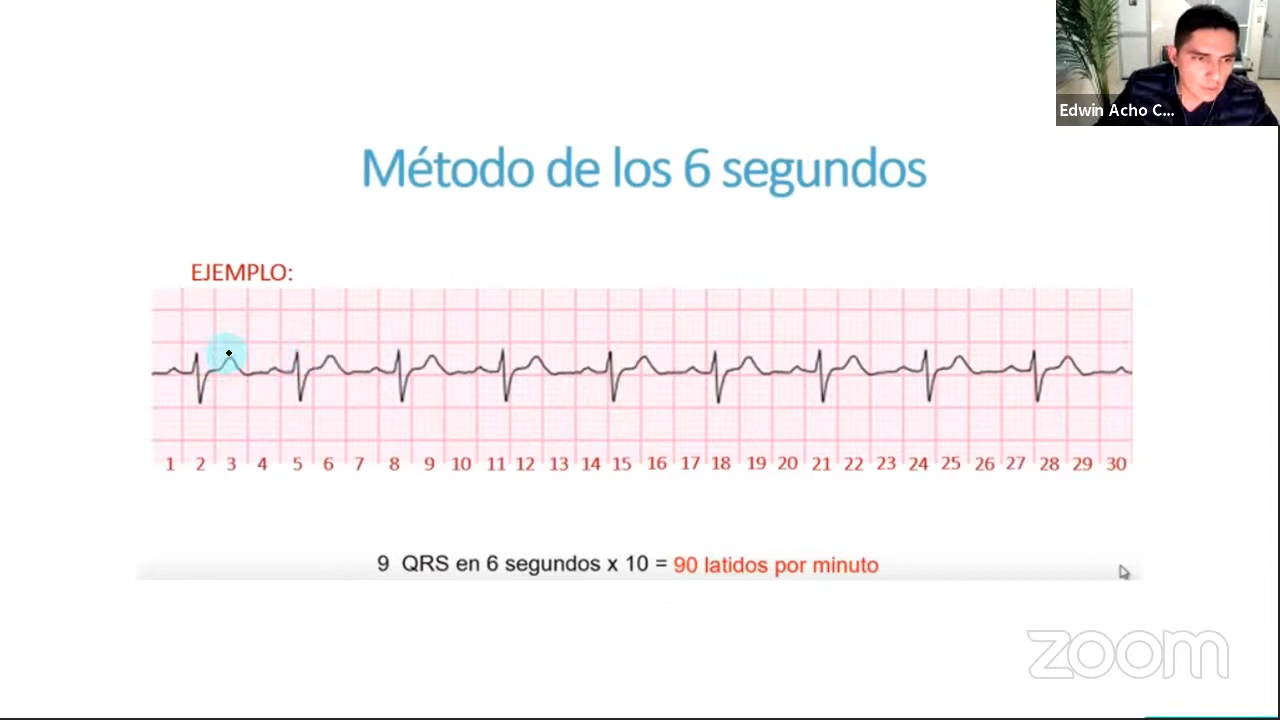 Edwin Acho C...
Método de los 6 segundos
EJEMPLO:
1 2 3 4 5 6 7 8 9 10 11 12 13 14 15 16 17 18 19 20 21 22 23 24 25 26 27 28 29 30
9 QRS en 6 segundos x 10 = 90 latidos por minuto
zoom